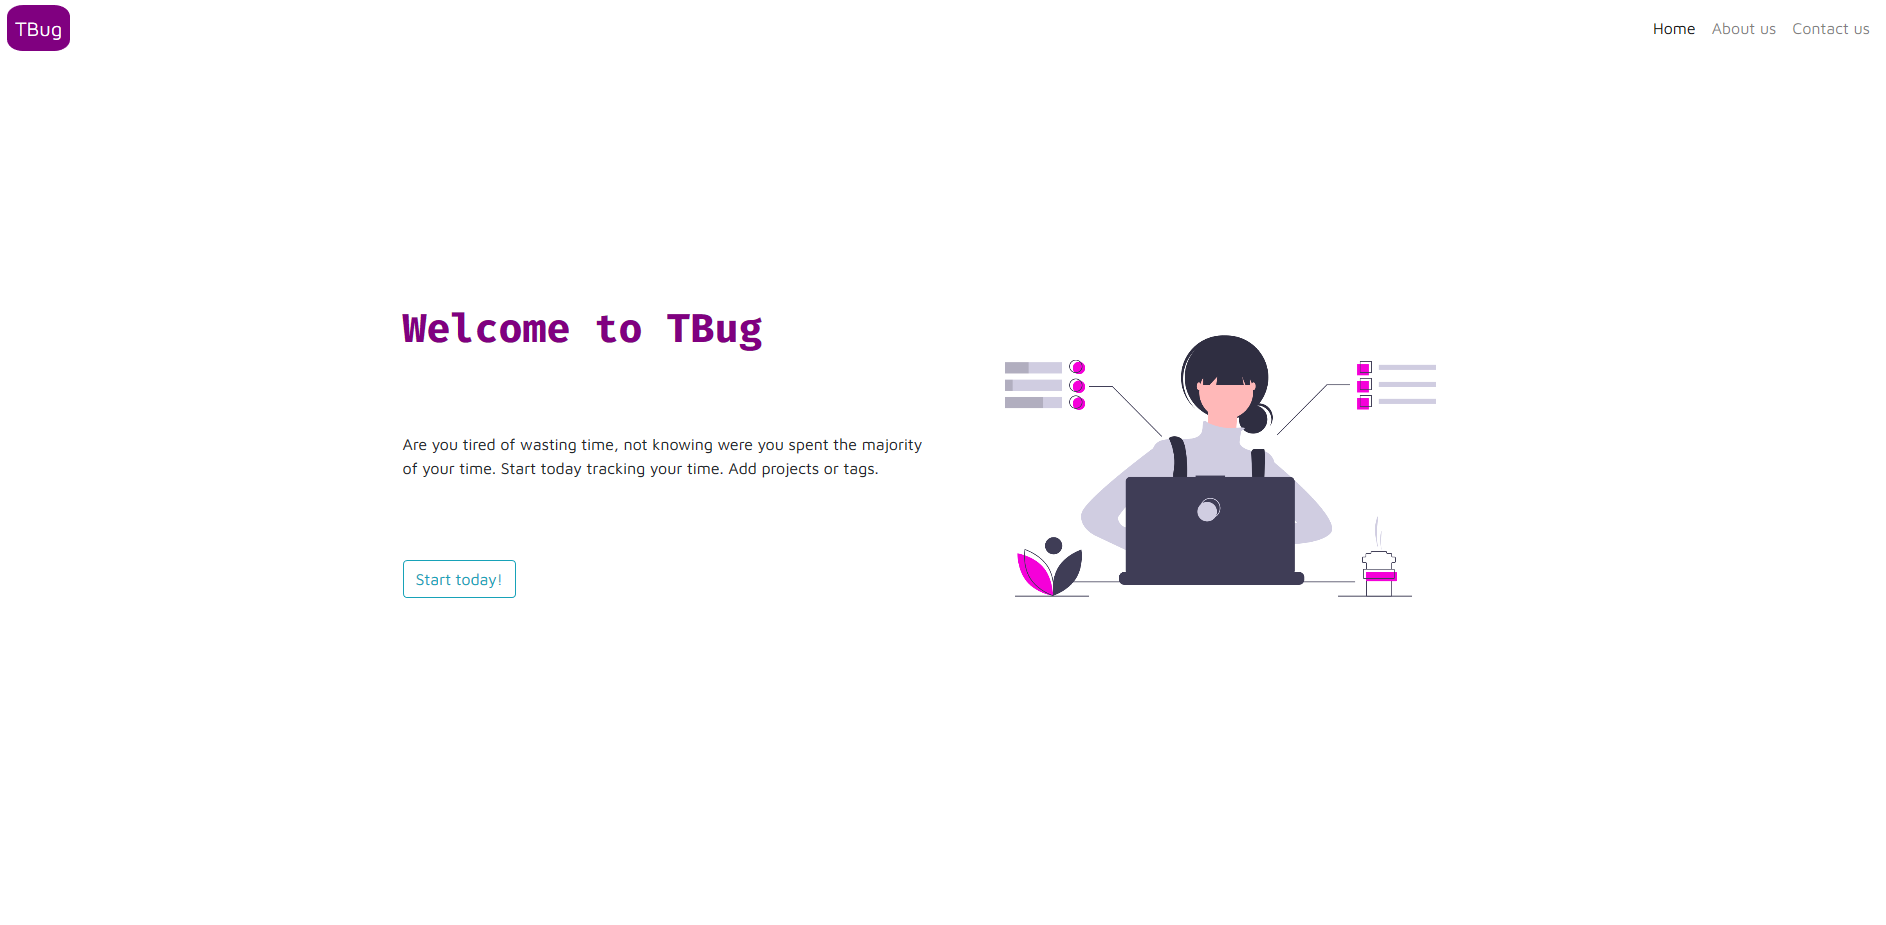 TBug
Home About us Contact us
Welcome to TBug
Are you tired of wasting time, not knowing were you spent the majority
of your time. Start today tracking your time. Add projects or tags.
Start today!